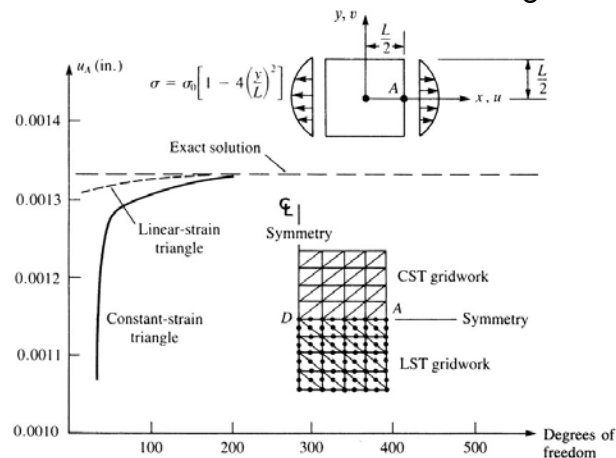 y, v
L
2
u_A (in.)
σ = σ_0[1 − 4(y/L)^2]
A
x, u
L
2
0.0014
Exact solution
0.0013
℄
Symmetry
Linear-strain
triangle
0.0012
CST gridwork
D
A
Symmetry
0.0011
Constant-strain
triangle
LST gridwork
0.0010
100
200
300
400
500
Degrees of
freedom